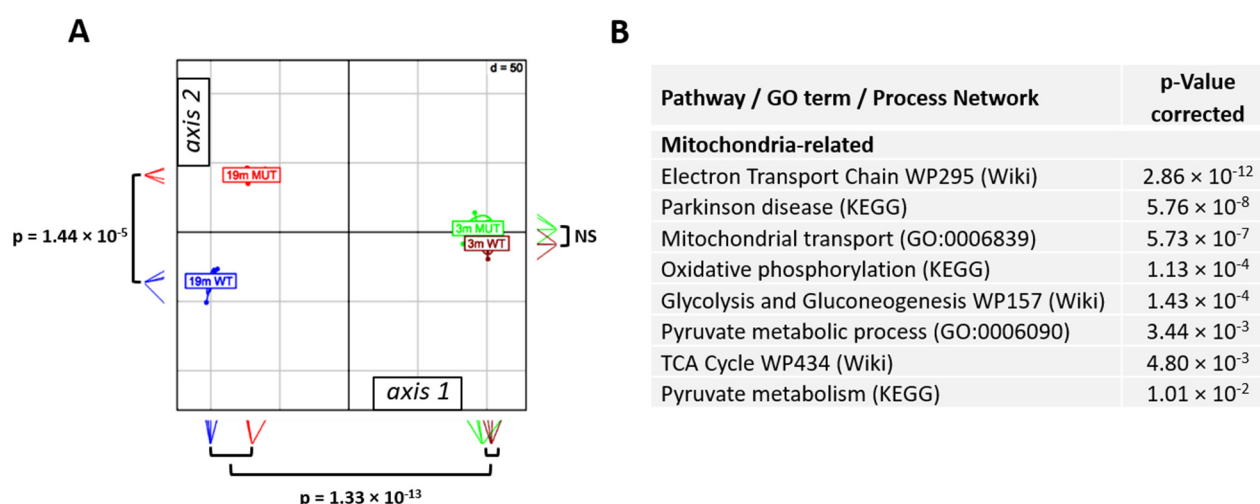 A
B
d = 50
axis 2
19m MUT
3m MUT
3m WT
19m WT
p = 1.44 × 10-5
NS
axis 1
p = 1.33 × 10-13
Pathway / GO term / Process Network
p-Value
corrected
Mitochondria-related
Electron Transport Chain WP295 (Wiki) 2.86 × 10-12
Parkinson disease (KEGG) 5.76 × 10-8
Mitochondrial transport (GO:0006839) 5.73 × 10-7
Oxidative phosphorylation (KEGG) 1.13 × 10-4
Glycolysis and Gluconeogenesis WP157 (Wiki) 1.43 × 10-4
Pyruvate metabolic process (GO:0006090) 3.44 × 10-3
TCA Cycle WP434 (Wiki) 4.80 × 10-3
Pyruvate metabolism (KEGG) 1.01 × 10-2